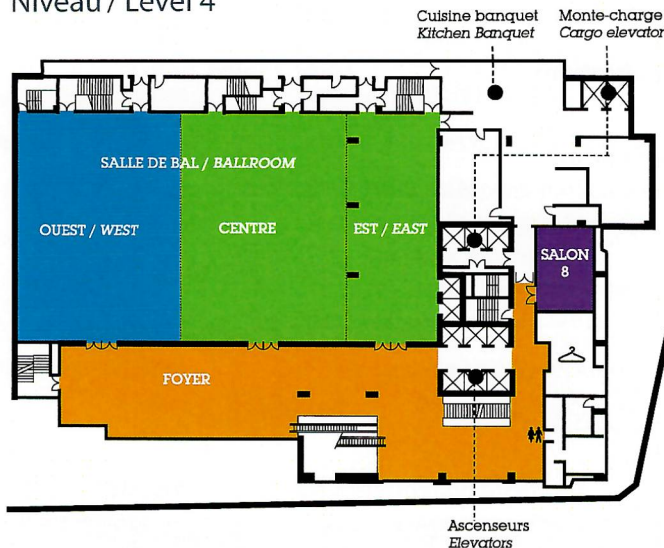 Niveau / Level 4
Cuisine banquet
Kitchen Banquet
Monte-charge
Cargo elevator
SALLE DE BAL / BALLROOM
OUEST / WEST
CENTRE
EST / EAST
SALON
8
FOYER
Ascenseurs
Elevators